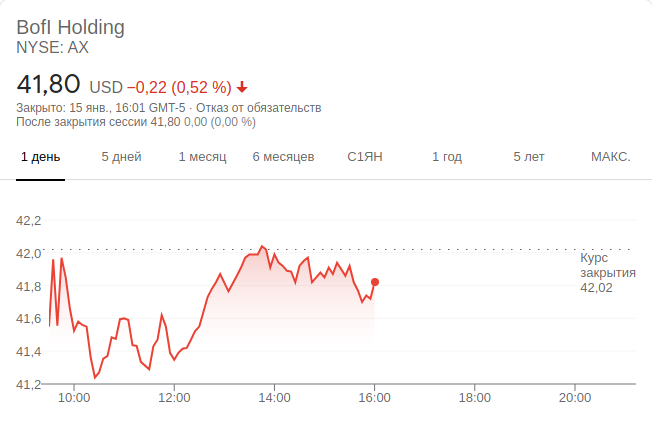 BofI Holding
NYSE: AX
41,80 USD −0,22 (0,52 %)
Закрыто: 15 янв., 16:01 GMT-5 · Отказ от обязательств
После закрытия сессии 41,80 0,00 (0,00 %)
1 день 5 дней 1 месяц 6 месяцев С1ЯН 1 год 5 лет МАКС.
42,2
42,0
Курс
закрытия
41,8
42,02
41,6
41,4
41,2
10:00 12:00 14:00 16:00 18:00 20:00